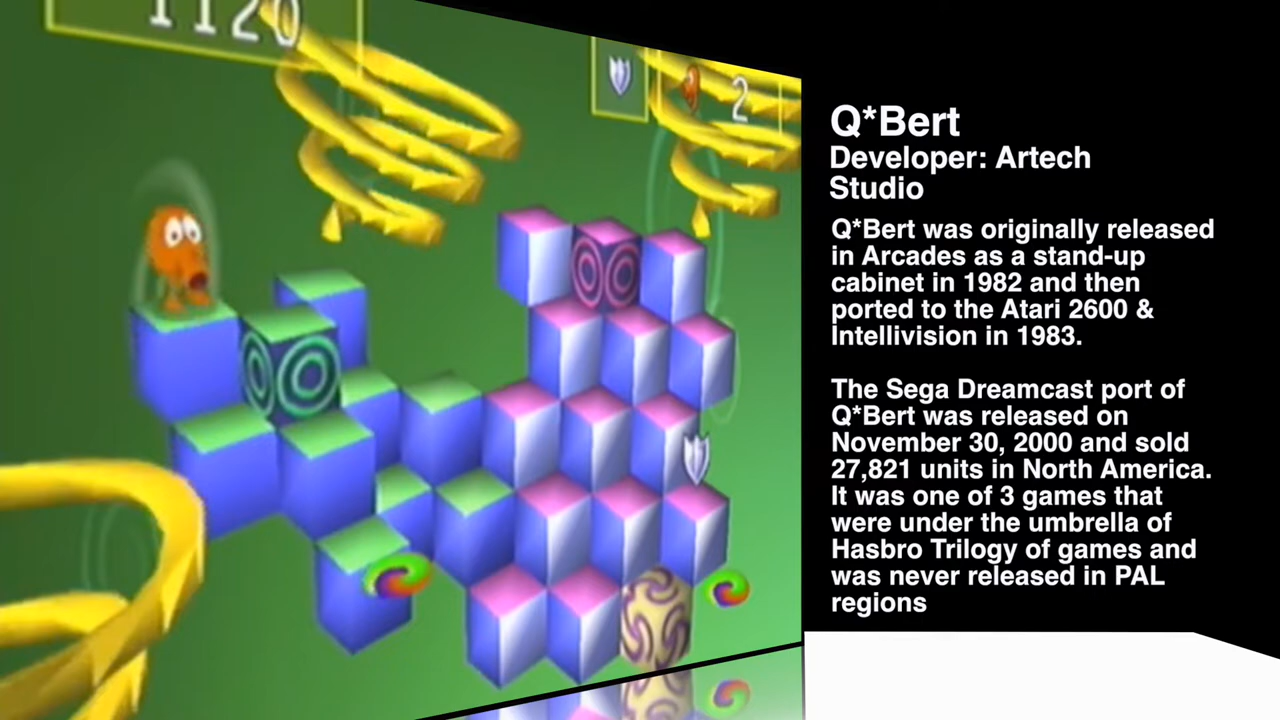 1120
2
Q*Bert
Developer: Artech
Studio
Q*Bert was originally released
in Arcades as a stand-up
cabinet in 1982 and then
ported to the Atari 2600 &
Intellivision in 1983.
The Sega Dreamcast port of
Q*Bert was released on
November 30, 2000 and sold
27,821 units in North America.
It was one of 3 games that
were under the umbrella of
Hasbro Trilogy of games and
was never released in PAL
regions